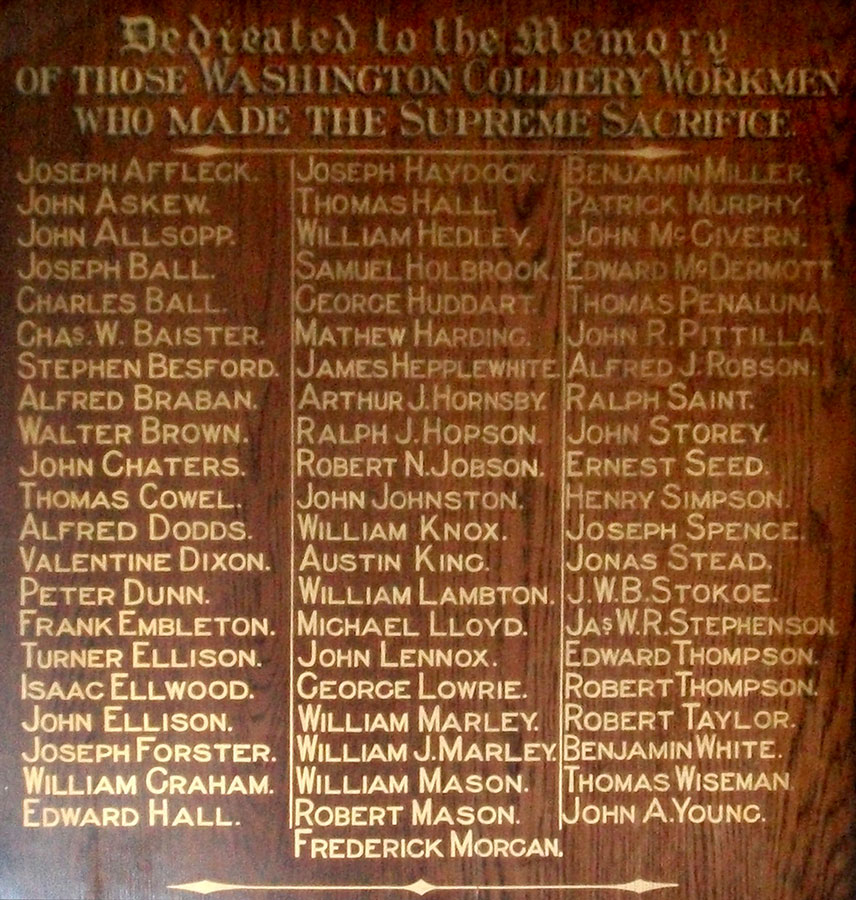 Dedicated to the Memory
OF THOSE WASHINGTON COLLIERY WORKMEN
WHO MADE THE SUPREME SACRIFICE.
JOSEPH AFFLECK.
JOHN ASKEW.
JOHN ALLSOPP.
JOSEPH BALL.
CHARLES BALL.
CHAS. W. BAISTER.
STEPHEN BESFORD.
ALFRED BRABAN.
WALTER BROWN.
JOHN CHATERS.
THOMAS COWEL.
ALFRED DODDS.
VALENTINE DIXON.
PETER DUNN.
FRANK EMBLETON.
TURNER ELLISON.
ISAAC ELLWOOD.
JOHN ELLISON.
JOSEPH FORSTER.
WILLIAM GRAHAM.
EDWARD HALL.
JOSEPH HAYDOCK.
THOMAS HALL.
WILLIAM HEDLEY.
SAMUEL HOLBROOK.
GEORGE HUDDART.
MATHEW HARDING.
JAMES HEPPLEWHITE.
ARTHUR J. HORNSBY.
RALPH J. HOPSON.
ROBERT N. JOBSON.
JOHN JOHNSTON.
WILLIAM KNOX.
AUSTIN KING.
WILLIAM LAMBTON.
MICHAEL LLOYD.
JOHN LENNOX.
GEORGE LOWRIE.
WILLIAM MARLEY.
WILLIAM J. MARLEY.
WILLIAM MASON.
ROBERT MASON.
FREDERICK MORGAN.
BENJAMIN MILLER.
PATRICK MURPHY.
JOHN McGIVERN.
EDWARD McDERMOTT
THOMAS PENALUNA.
JOHN R. PITTILLA.
ALFRED J. ROBSON.
RALPH SAINT.
JOHN STOREY.
ERNEST SEED.
HENRY SIMPSON.
JOSEPH SPENCE.
JONAS STEAD.
J.W.B. STOKOE.
JAs W.R. STEPHENSON.
EDWARD THOMPSON.
ROBERT THOMPSON.
ROBERT TAYLOR.
BENJAMIN WHITE.
THOMAS WISEMAN
JOHN A. YOUNG.